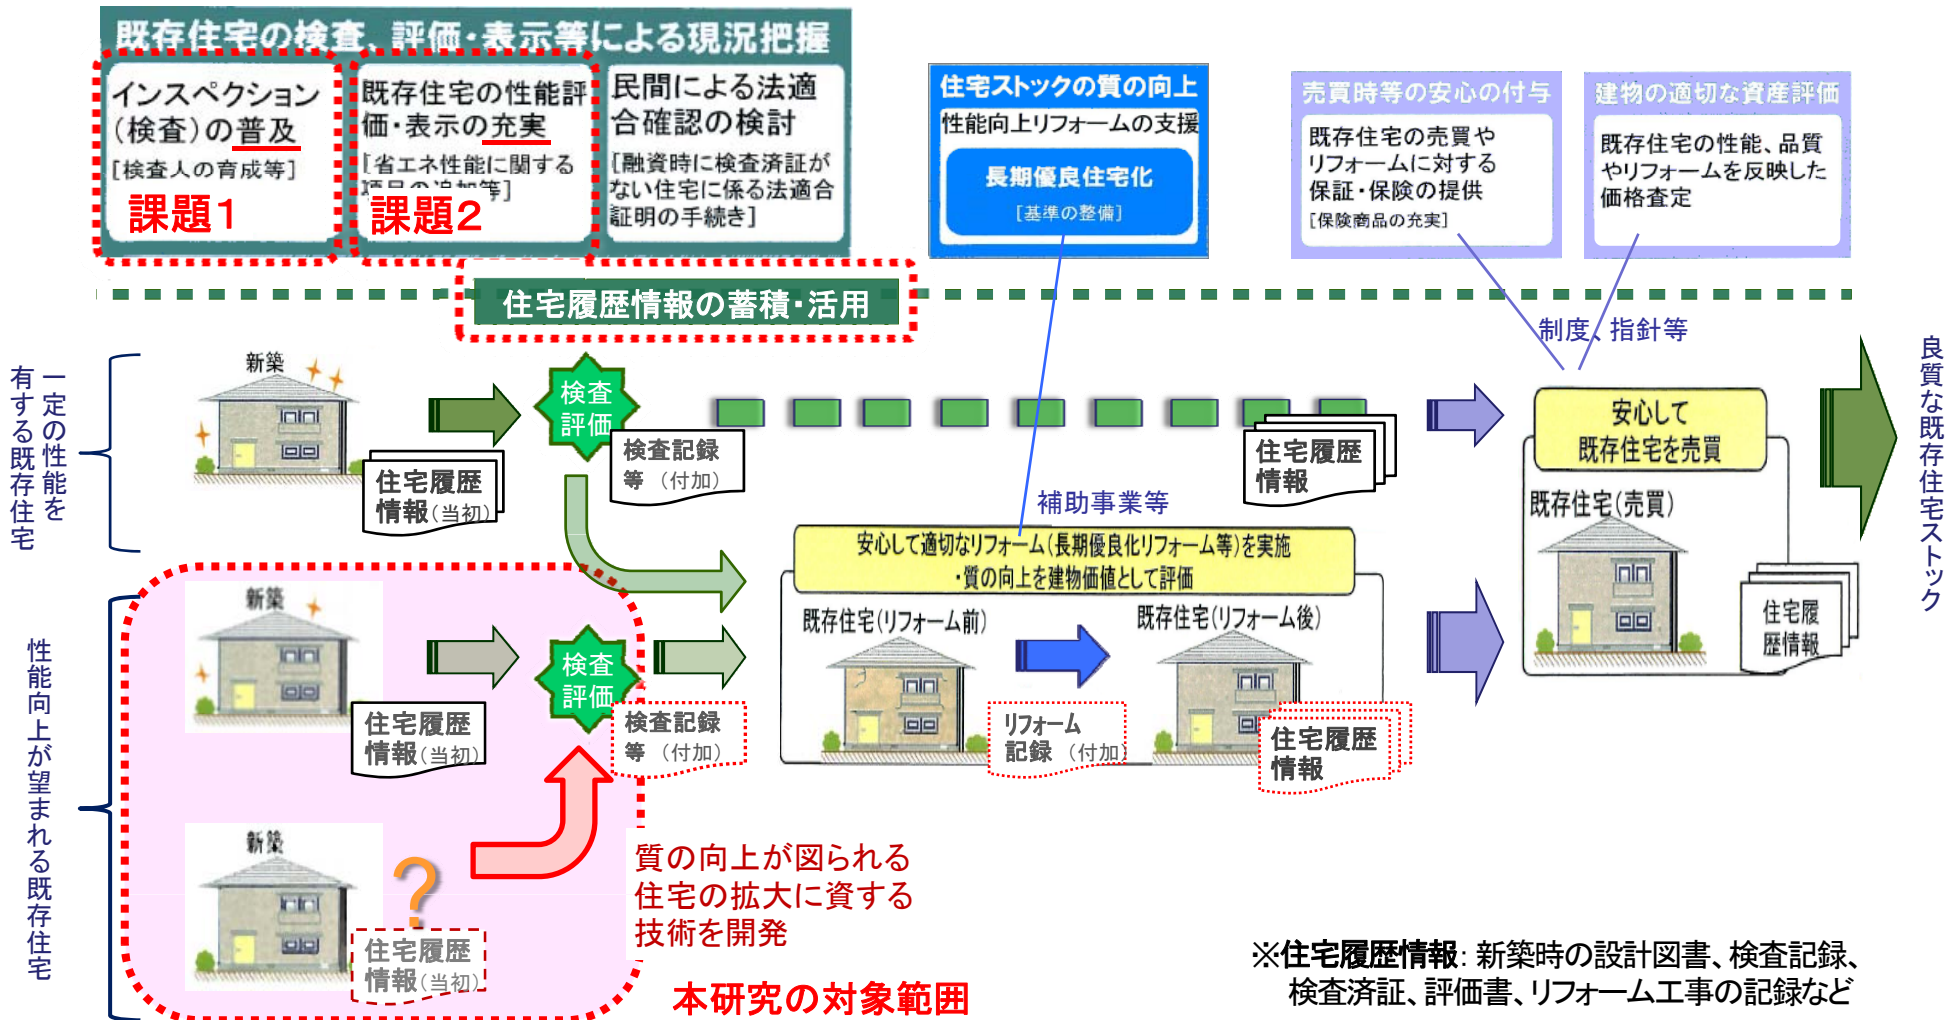 既存住宅の検査、評価・表示等による現況把握
インスペクション
(検査)の普及
[検査人の育成等]
課題1
既存住宅の性能評
価・表示の充実
[省エネ性能に関する
項目の追加等]
課題2
民間による法適
合確認の検討
[融資時に検査済証が
ない住宅に係る法適合
証明の手続き]
住宅ストックの質の向上
性能向上リフォームの支援
長期優良住宅化
[基準の整備]
売買時等の安心の付与
既存住宅の売買や
リフォームに対する
保証・保険の提供
[保険商品の充実]
建物の適切な資産評価
既存住宅の性能、品質
やリフォームを反映した
価格査定
住宅履歴情報の蓄積・活用
制度、指針等
一定の性能を
有する既存住宅
新築
住宅履歴
情報(当初)
検査
評価
検査記録
等（付加）
住宅履歴
情報
安心して
既存住宅を売買
既存住宅(売買)
住宅履
歴情報
良質な既存住宅ストック
補助事業等
安心して適切なリフォーム(長期優良化リフォーム等)を実施
・質の向上を建物価値として評価
既存住宅(リフォーム前)
既存住宅(リフォーム後)
リフォーム
記録（付加）
住宅履歴
情報
性能向上が望まれる既存住宅
新築
住宅履歴
情報(当初)
検査
評価
検査記録
等（付加）
新築
?
住宅履歴
情報(当初)
質の向上が図られる
住宅の拡大に資する
技術を開発
本研究の対象範囲
※住宅履歴情報: 新築時の設計図書、検査記録、
検査済証、評価書、リフォーム工事の記録など